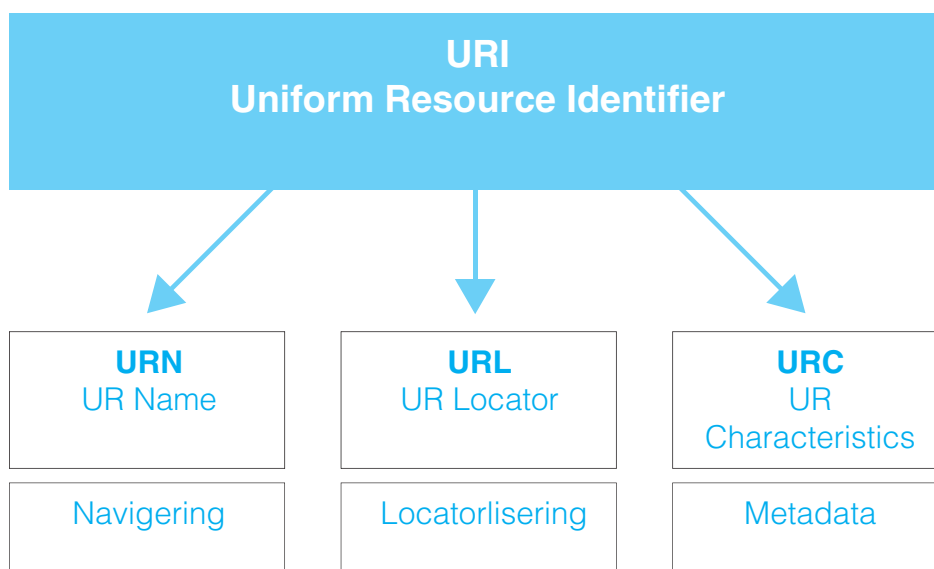 URI
Uniform Resource Identifier
URN
UR Name
URL
UR Locator
URC
UR
Characteristics
Navigering
Locatorlisering
Metadata